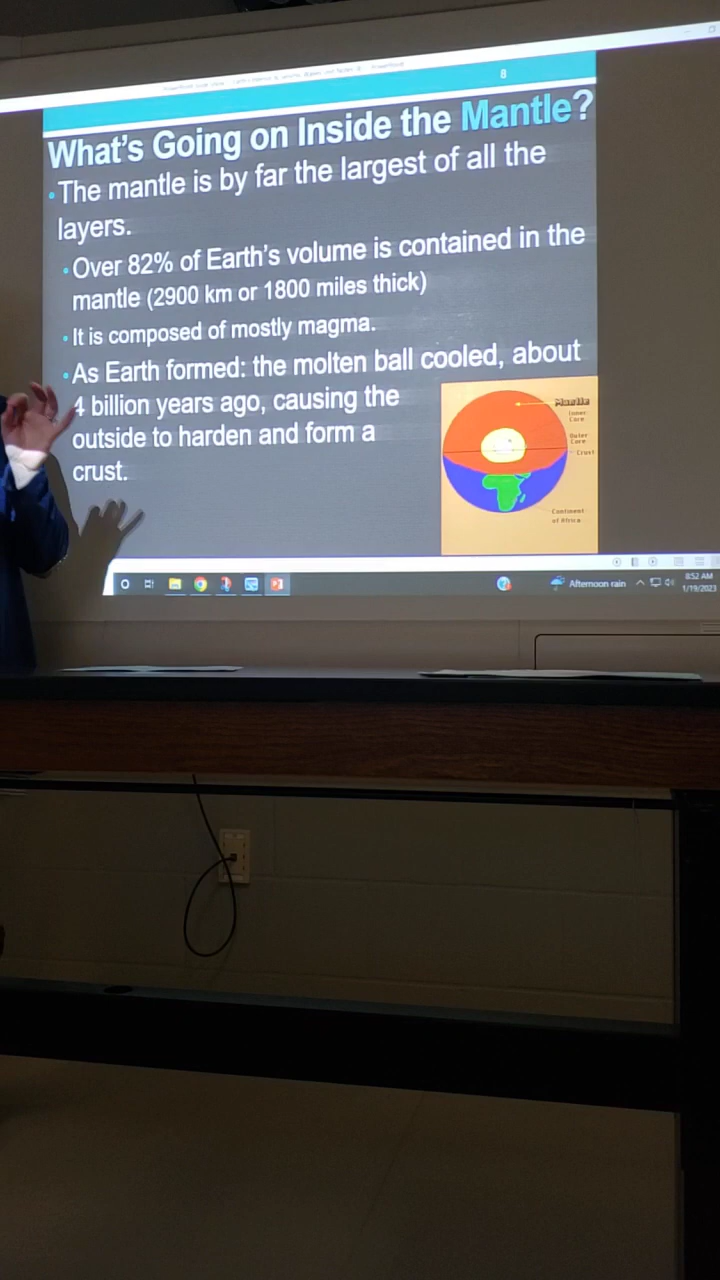 8
What's Going on Inside the Mantle?
•The mantle is by far the largest of all the
layers.
•Over 82% of Earth's volume is contained in the
mantle (2900 km or 1800 miles thick)
•It is composed of mostly magma.
•As Earth formed: the molten ball cooled, about
4 billion years ago, causing the
outside to harden and form a
crust.
Mantle
Inner
Core
Outer
Core
Crust
Continent
of Africa
Afternoon rain
8:52 AM
1/19/2023